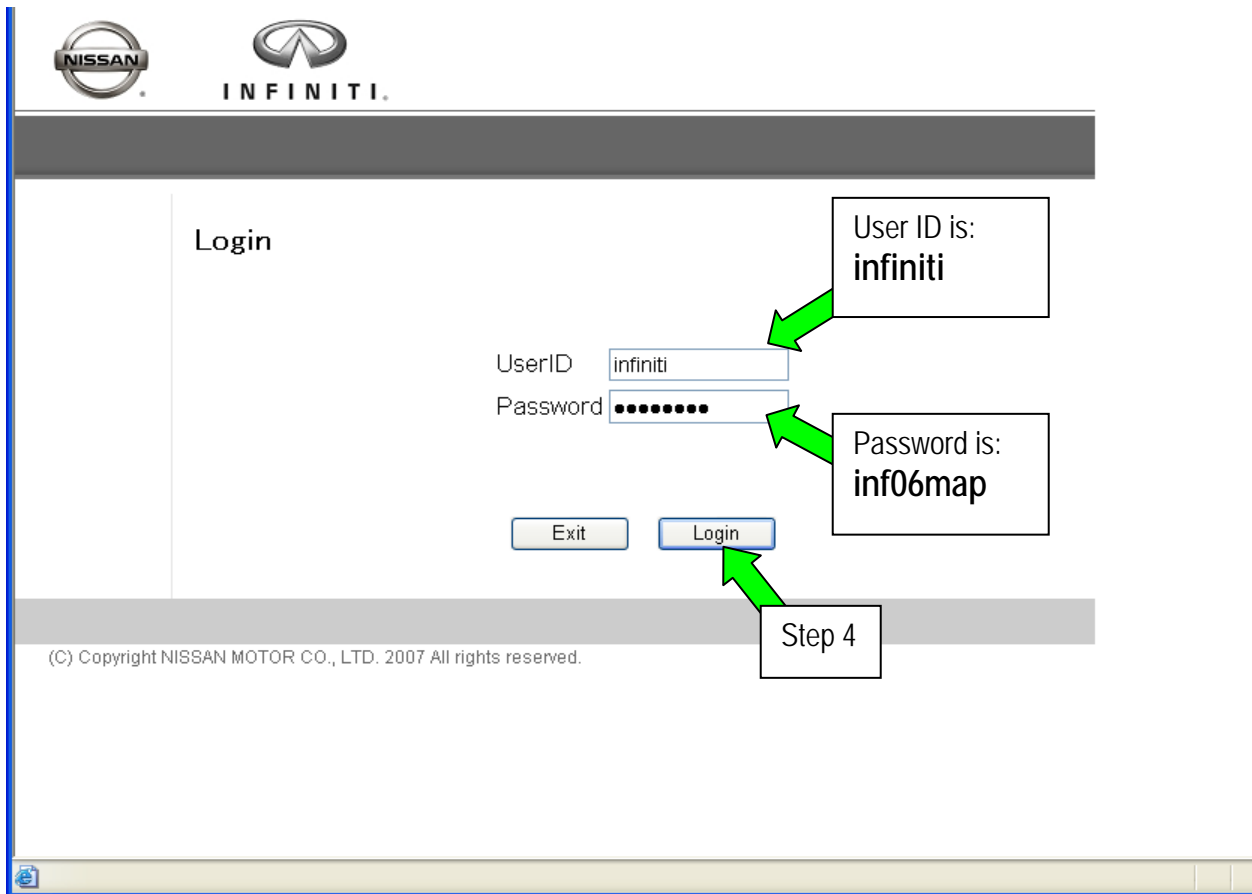 NISSAN
INFINITI.
Login
User ID is:
infiniti
UserID infiniti
Password ●●●●●●●●
Password is:
inf06map
Exit Login
Step 4
(C) Copyright NISSAN MOTOR CO., LTD. 2007 All rights reserved.